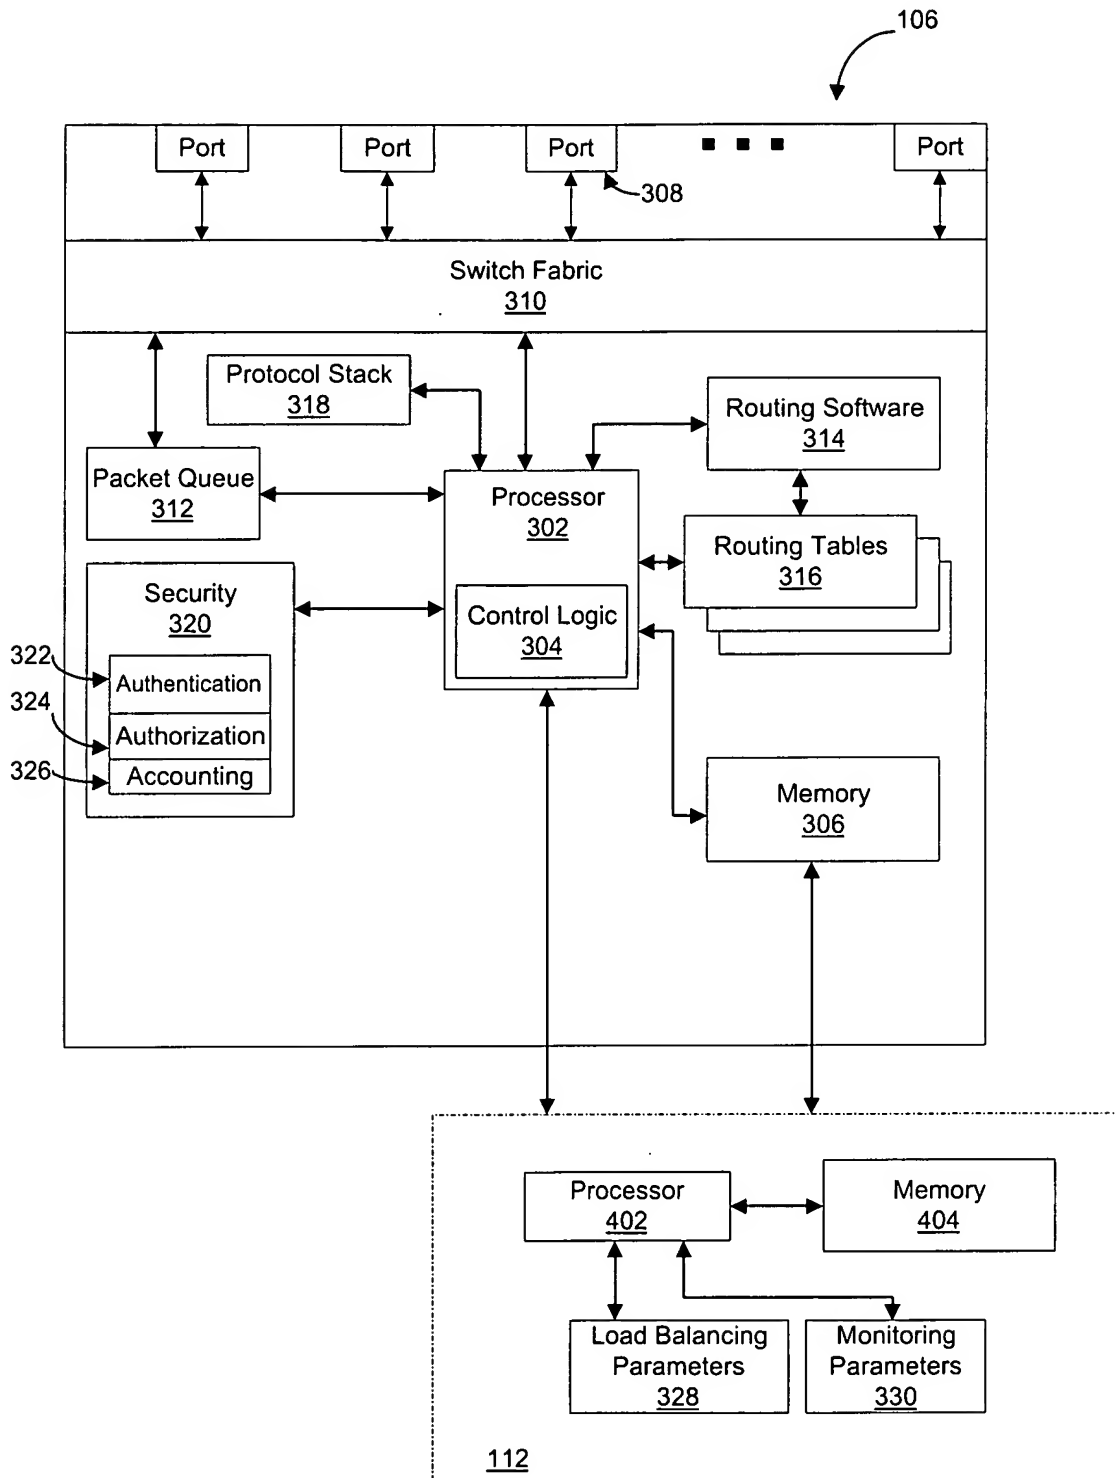 106
Port
Port
Port
Port
308
Switch Fabric
310
Protocol Stack
318
Routing Software
314
Packet Queue
312
Processor
302
Routing Tables
316
Security
320
Control Logic
304
322
Authentication
324
Authorization
326
Accounting
Memory
306
Processor
402
Memory
404
Load Balancing
Parameters
328
Monitoring
Parameters
330
112